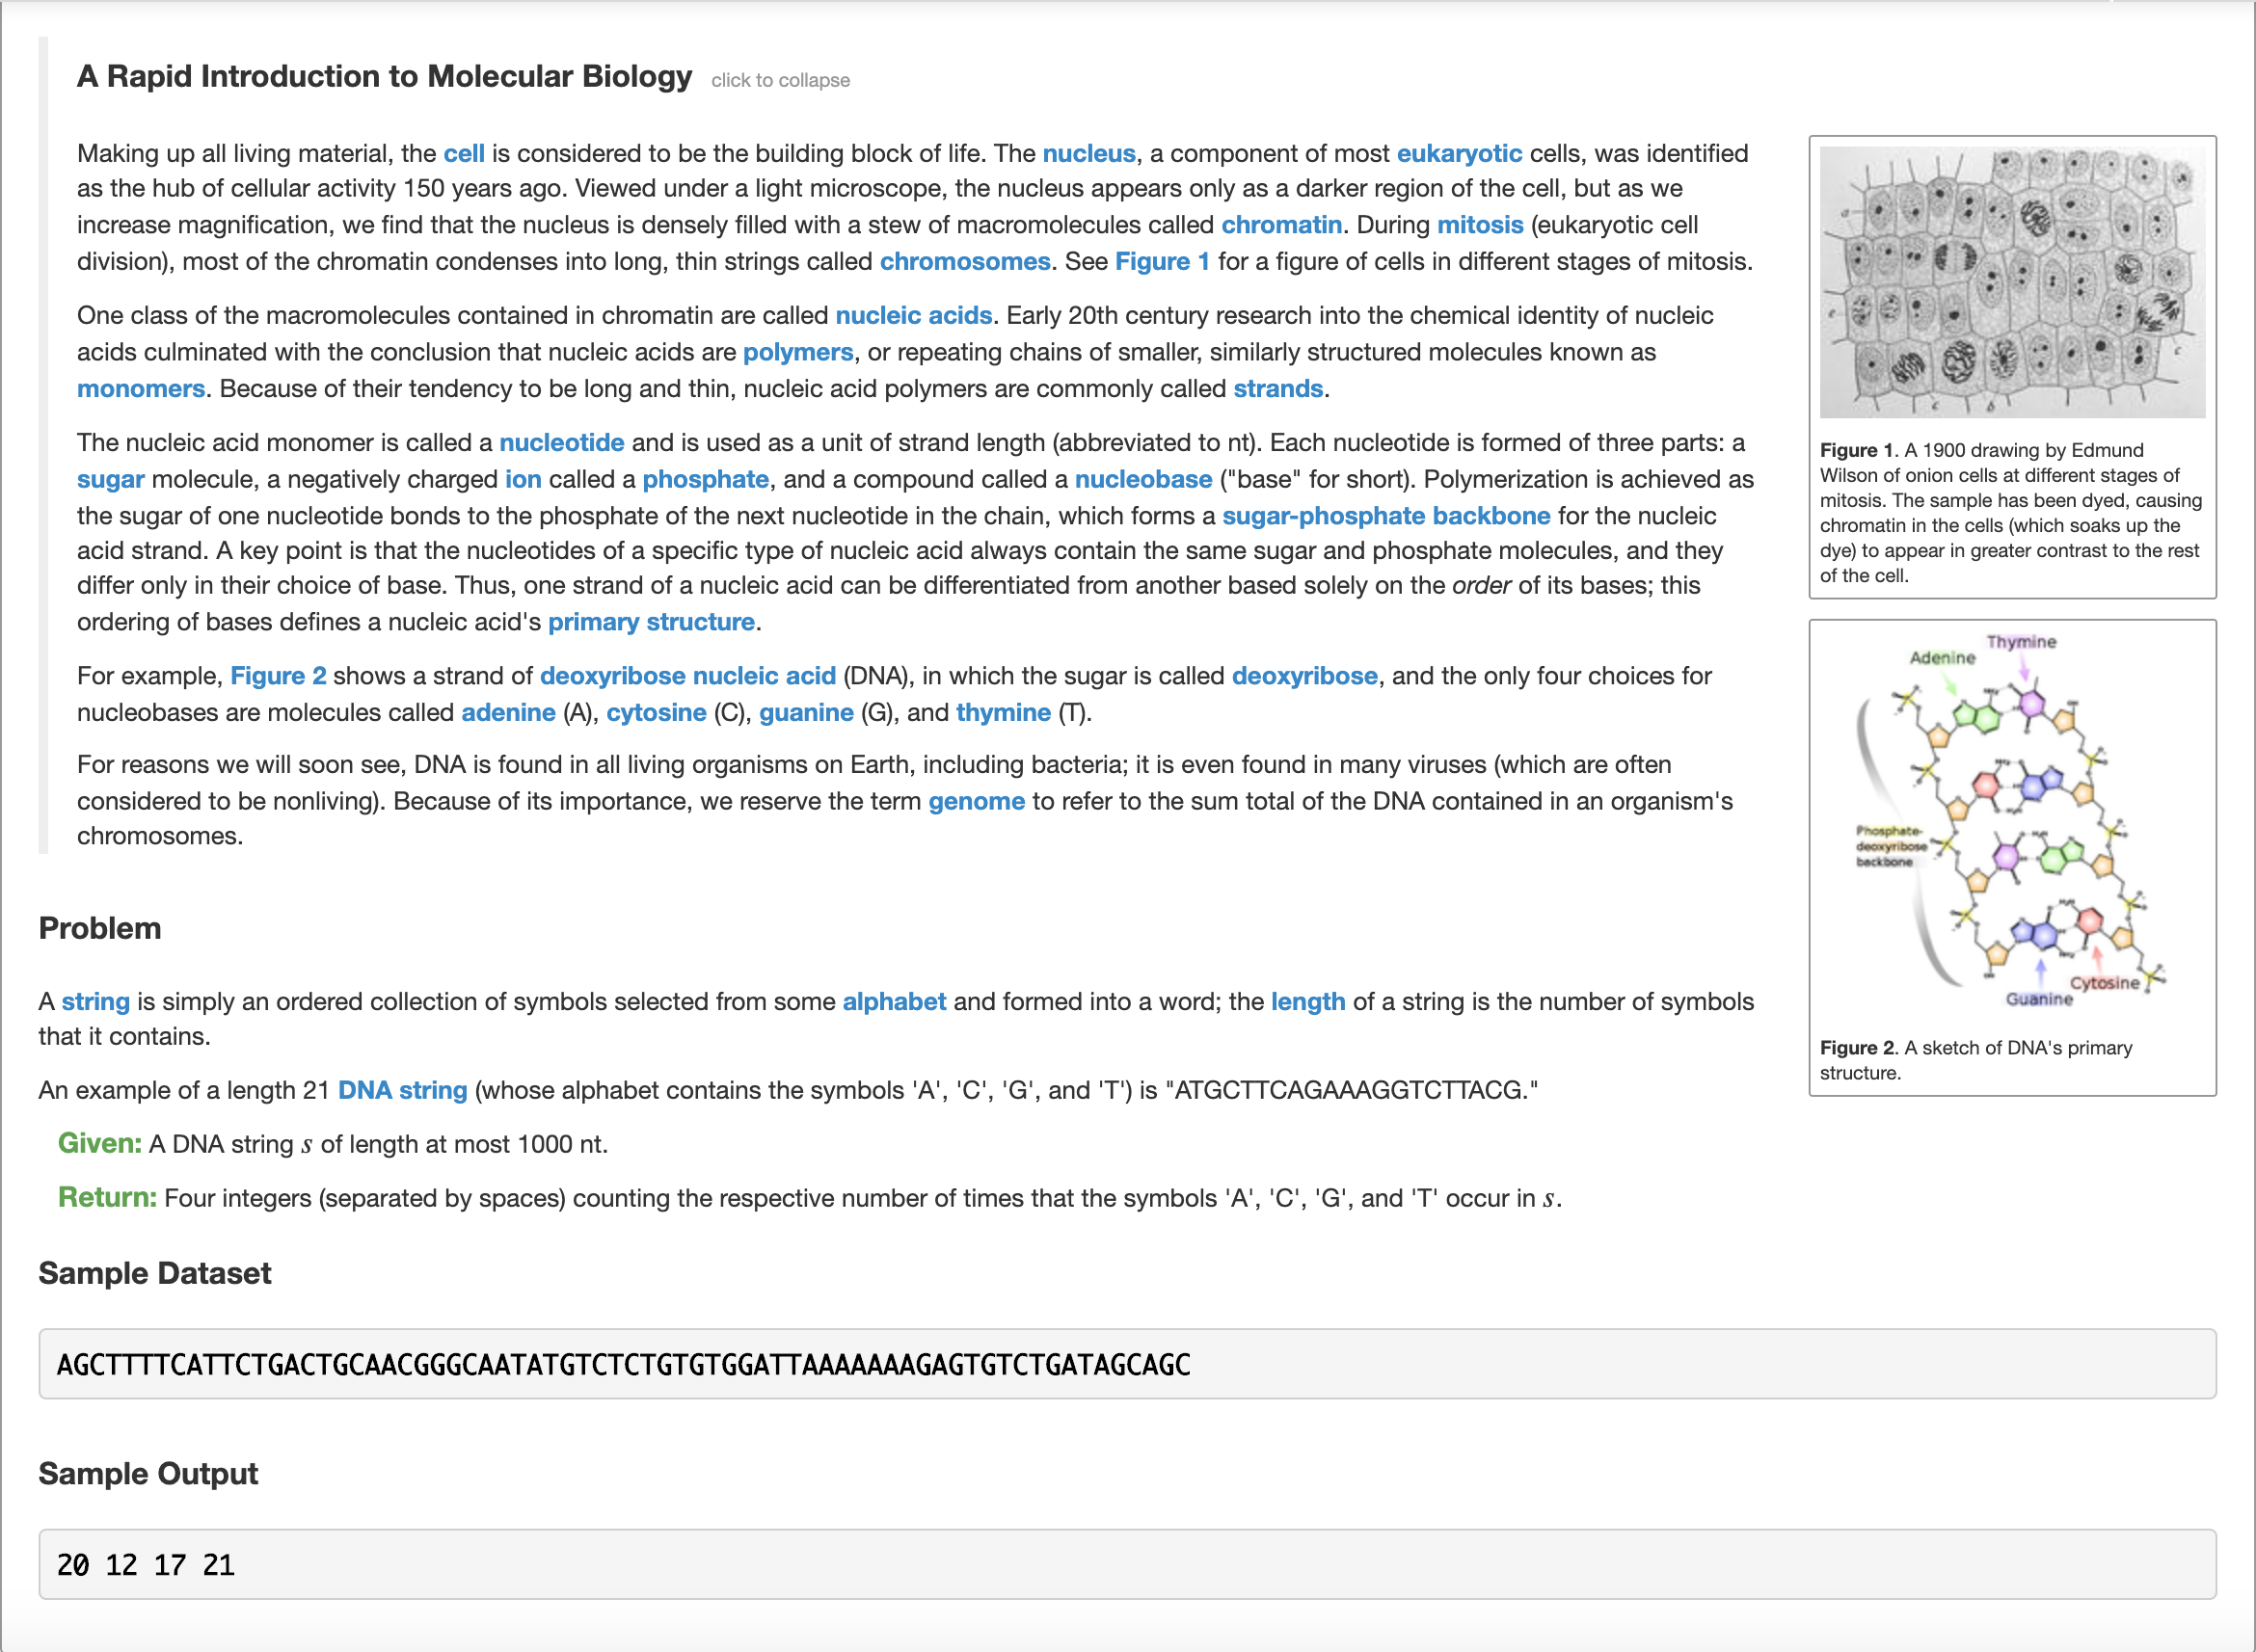 A Rapid Introduction to Molecular Biology click to collapse
Making up all living material, the cell is considered to be the building block of life. The nucleus, a component of most eukaryotic cells, was identified
as the hub of cellular activity 150 years ago. Viewed under a light microscope, the nucleus appears only as a darker region of the cell, but as we
increase magnification, we find that the nucleus is densely filled with a stew of macromolecules called chromatin. During mitosis (eukaryotic cell
division), most of the chromatin condenses into long, thin strings called chromosomes. See Figure 1 for a figure of cells in different stages of mitosis.
One class of the macromolecules contained in chromatin are called nucleic acids. Early 20th century research into the chemical identity of nucleic
acids culminated with the conclusion that nucleic acids are polymers, or repeating chains of smaller, similarly structured molecules known as
monomers. Because of their tendency to be long and thin, nucleic acid polymers are commonly called strands.
The nucleic acid monomer is called a nucleotide and is used as a unit of strand length (abbreviated to nt). Each nucleotide is formed of three parts: a
sugar molecule, a negatively charged ion called a phosphate, and a compound called a nucleobase ("base" for short). Polymerization is achieved as
the sugar of one nucleotide bonds to the phosphate of the next nucleotide in the chain, which forms a sugar-phosphate backbone for the nucleic
acid strand. A key point is that the nucleotides of a specific type of nucleic acid always contain the same sugar and phosphate molecules, and they
differ only in their choice of base. Thus, one strand of a nucleic acid can be differentiated from another based solely on the order of its bases; this
ordering of bases defines a nucleic acid's primary structure.
For example, Figure 2 shows a strand of deoxyribose nucleic acid (DNA), in which the sugar is called deoxyribose, and the only four choices for
nucleobases are molecules called adenine (A), cytosine (C), guanine (G), and thymine (T).
For reasons we will soon see, DNA is found in all living organisms on Earth, including bacteria; it is even found in many viruses (which are often
considered to be nonliving). Because of its importance, we reserve the term genome to refer to the sum total of the DNA contained in an organism's
chromosomes.
Figure 1. A 1900 drawing by Edmund
Wilson of onion cells at different stages of
mitosis. The sample has been dyed, causing
chromatin in the cells (which soaks up the
dye) to appear in greater contrast to the rest
of the cell.
Thymine
Adenine
Phosphate-
deoxyribose
backbone
Cytosine
Guanine
Figure 2. A sketch of DNA's primary
structure.
Problem
A string is simply an ordered collection of symbols selected from some alphabet and formed into a word; the length of a string is the number of symbols
that it contains.
An example of a length 21 DNA string (whose alphabet contains the symbols 'A', 'C', 'G', and 'T') is "ATGCTTCAGAAAGGTCTTACG."
Given: A DNA string s of length at most 1000 nt.
Return: Four integers (separated by spaces) counting the respective number of times that the symbols 'A', 'C', 'G', and 'T' occur in s.
Sample Dataset
AGCTTTTCATTCTGACTGCAACGGGCAATATGTCTCTGTGTGGATTAAAAAAAGAGTGTCTGATAGCAGC
Sample Output
20 12 17 21